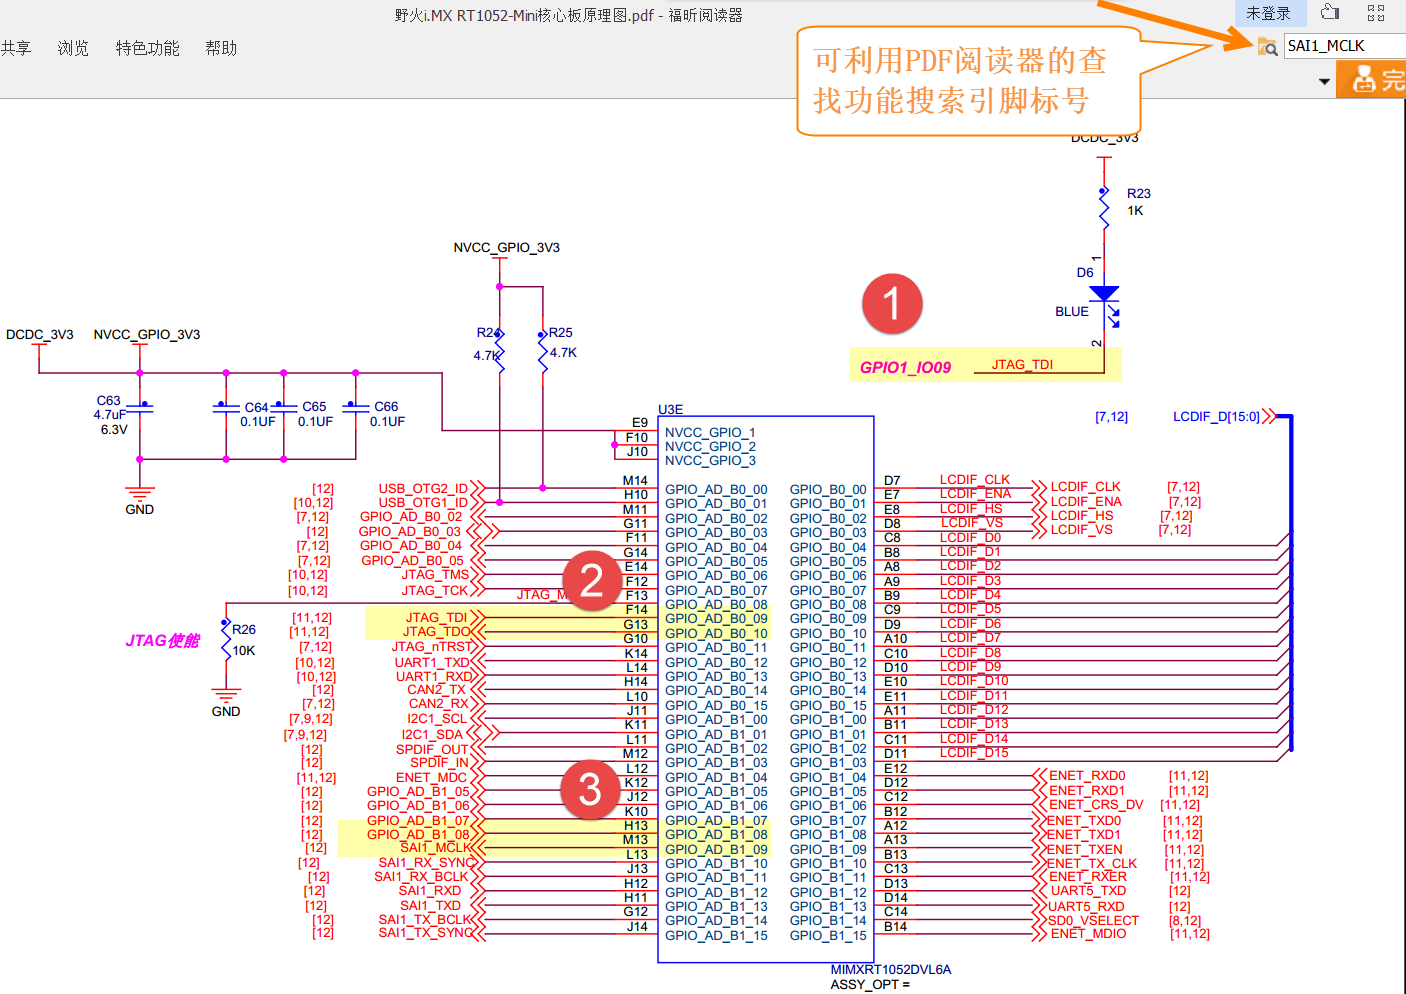 野火i.MX RT1052-Mini核心板原理图.pdf - 福昕阅读器
未登录
共享 浏览 特色功能 帮助
SAI1_MCLK
完
可利用PDF阅读器的查
找功能搜索引脚标号
DCDC_3V3
R23
1K
1
D6
BLUE
2
1
GPIO1_IO09 JTAG_TDI
NVCC_GPIO_3V3
R24
4.7K
R25
4.7K
DCDC_3V3 NVCC_GPIO_3V3
C63
4.7uF
6.3V
C64
0.1UF
C65
0.1UF
C66
0.1UF
GND
[7,12] LCDIF_D[15:0]
U3E
E9 NVCC_GPIO_1
F10 NVCC_GPIO_2
J10 NVCC_GPIO_3
[12] USB_OTG2_ID M14 GPIO_AD_B0_00
[10,12] USB_OTG1_ID H10 GPIO_AD_B0_01
[7,12] GPIO_AD_B0_02 M11 GPIO_AD_B0_02
[12] GPIO_AD_B0_03 G11 GPIO_AD_B0_03
[7,12] GPIO_AD_B0_04 F11 GPIO_AD_B0_04
[7,12] GPIO_AD_B0_05 G14 GPIO_AD_B0_05
[10,12] JTAG_TMS E14 GPIO_AD_B0_06
[10,12] JTAG_TCK F12 GPIO_AD_B0_07
2
JTAG_M F13 GPIO_AD_B0_08
[11,12] JTAG_TDI F14 GPIO_AD_B0_09
[11,12] JTAG_TDO G13 GPIO_AD_B0_10
[7,12] JTAG_nTRST G10 GPIO_AD_B0_11
[10,12] UART1_TXD K14 GPIO_AD_B0_12
[10,12] UART1_RXD L14 GPIO_AD_B0_13
[12] CAN2_TX H14 GPIO_AD_B0_14
[7,12] CAN2_RX L10 GPIO_AD_B0_15
[7,9,12] I2C1_SCL J11 GPIO_AD_B1_00
[7,9,12] I2C1_SDA K11 GPIO_AD_B1_01
[12] SPDIF_OUT L11 GPIO_AD_B1_02
[12] SPDIF_IN M12 GPIO_AD_B1_03
[11,12] ENET_MDC L12 GPIO_AD_B1_04
[12] GPIO_AD_B1_05 K12 GPIO_AD_B1_05
[12] GPIO_AD_B1_06 J12 GPIO_AD_B1_06
3
[12] GPIO_AD_B1_07 K10 GPIO_AD_B1_07
[12] GPIO_AD_B1_08 H13 GPIO_AD_B1_08
[12] SAI1_MCLK M13 GPIO_AD_B1_09
[12] SAI1_RX_SYNC L13 GPIO_AD_B1_10
[12] SAI1_RX_BCLK J13 GPIO_AD_B1_11
[12] SAI1_RXD H12 GPIO_AD_B1_12
[12] SAI1_TXD H11 GPIO_AD_B1_13
[12] SAI1_TX_BCLK G12 GPIO_AD_B1_14
[12] SAI1_TX_SYNC J14 GPIO_AD_B1_15
JTAG使能
R26
10K
GND
GPIO_B0_00 D7 LCDIF_CLK LCDIF_CLK [7,12]
GPIO_B0_01 E7 LCDIF_ENA LCDIF_ENA [7,12]
GPIO_B0_02 E8 LCDIF_HS LCDIF_HS [7,12]
GPIO_B0_03 D8 LCDIF_VS LCDIF_VS [7,12]
GPIO_B0_04 C8 LCDIF_D0
GPIO_B0_05 B8 LCDIF_D1
GPIO_B0_06 A8 LCDIF_D2
GPIO_B0_07 A9 LCDIF_D3
GPIO_B0_08 B9 LCDIF_D4
GPIO_B0_09 C9 LCDIF_D5
GPIO_B0_10 D9 LCDIF_D6
GPIO_B0_11 A10 LCDIF_D7
GPIO_B0_12 C10 LCDIF_D8
GPIO_B0_13 D10 LCDIF_D9
GPIO_B0_14 E10 LCDIF_D10
GPIO_B0_15 E11 LCDIF_D11
GPIO_B1_00 A11 LCDIF_D12
GPIO_B1_01 B11 LCDIF_D13
GPIO_B1_02 C11 LCDIF_D14
GPIO_B1_03 D11 LCDIF_D15
GPIO_B1_04 E12 ENET_RXD0 [11,12]
GPIO_B1_05 D12 ENET_RXD1 [11,12]
GPIO_B1_06 C12 ENET_CRS_DV [11,12]
GPIO_B1_07 B12 ENET_TXD0 [11,12]
GPIO_B1_08 A12 ENET_TXD1 [11,12]
GPIO_B1_09 A13 ENET_TXEN [11,12]
GPIO_B1_10 B13 ENET_TX_CLK [11,12]
GPIO_B1_11 C13 ENET_RXER [11,12]
GPIO_B1_12 D13 UART5_TXD [12]
GPIO_B1_13 D14 UART5_RXD [12]
GPIO_B1_14 C14 SD0_VSELECT [8,12]
GPIO_B1_15 B14 ENET_MDIO [11,12]
MIMXRT1052DVL6A
ASSY_OPT =